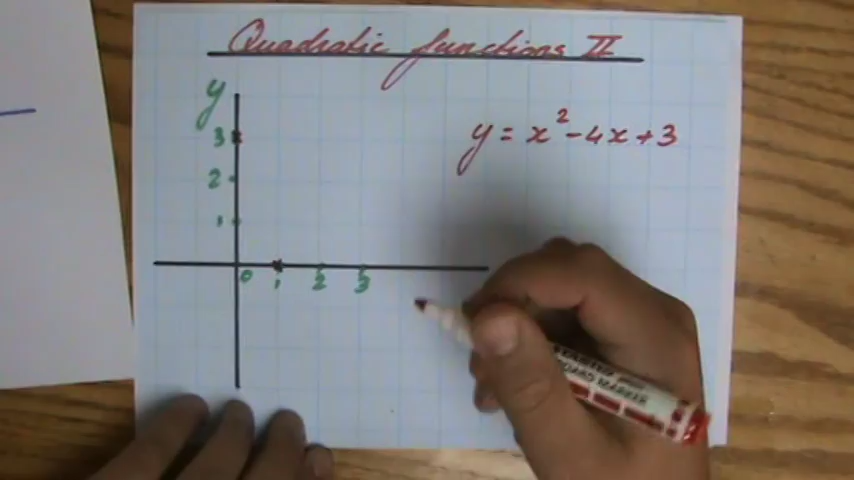 Quadratic functions II
y
y = x² - 4x + 3
3
2
1
0 1 2 3